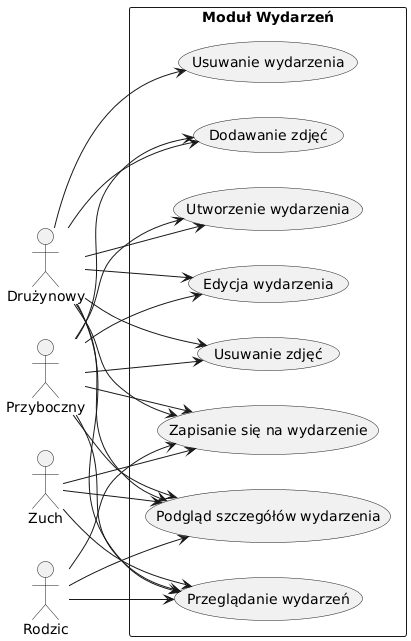 Moduł Wydarzeń
Usuwanie wydarzenia
Dodawanie zdjęć
Utworzenie wydarzenia
Drużynowy
Edycja wydarzenia
Usuwanie zdjęć
Przyboczny
Zapisanie się na wydarzenie
Zuch
Podgląd szczegółów wydarzenia
Przeglądanie wydarzeń
Rodzic